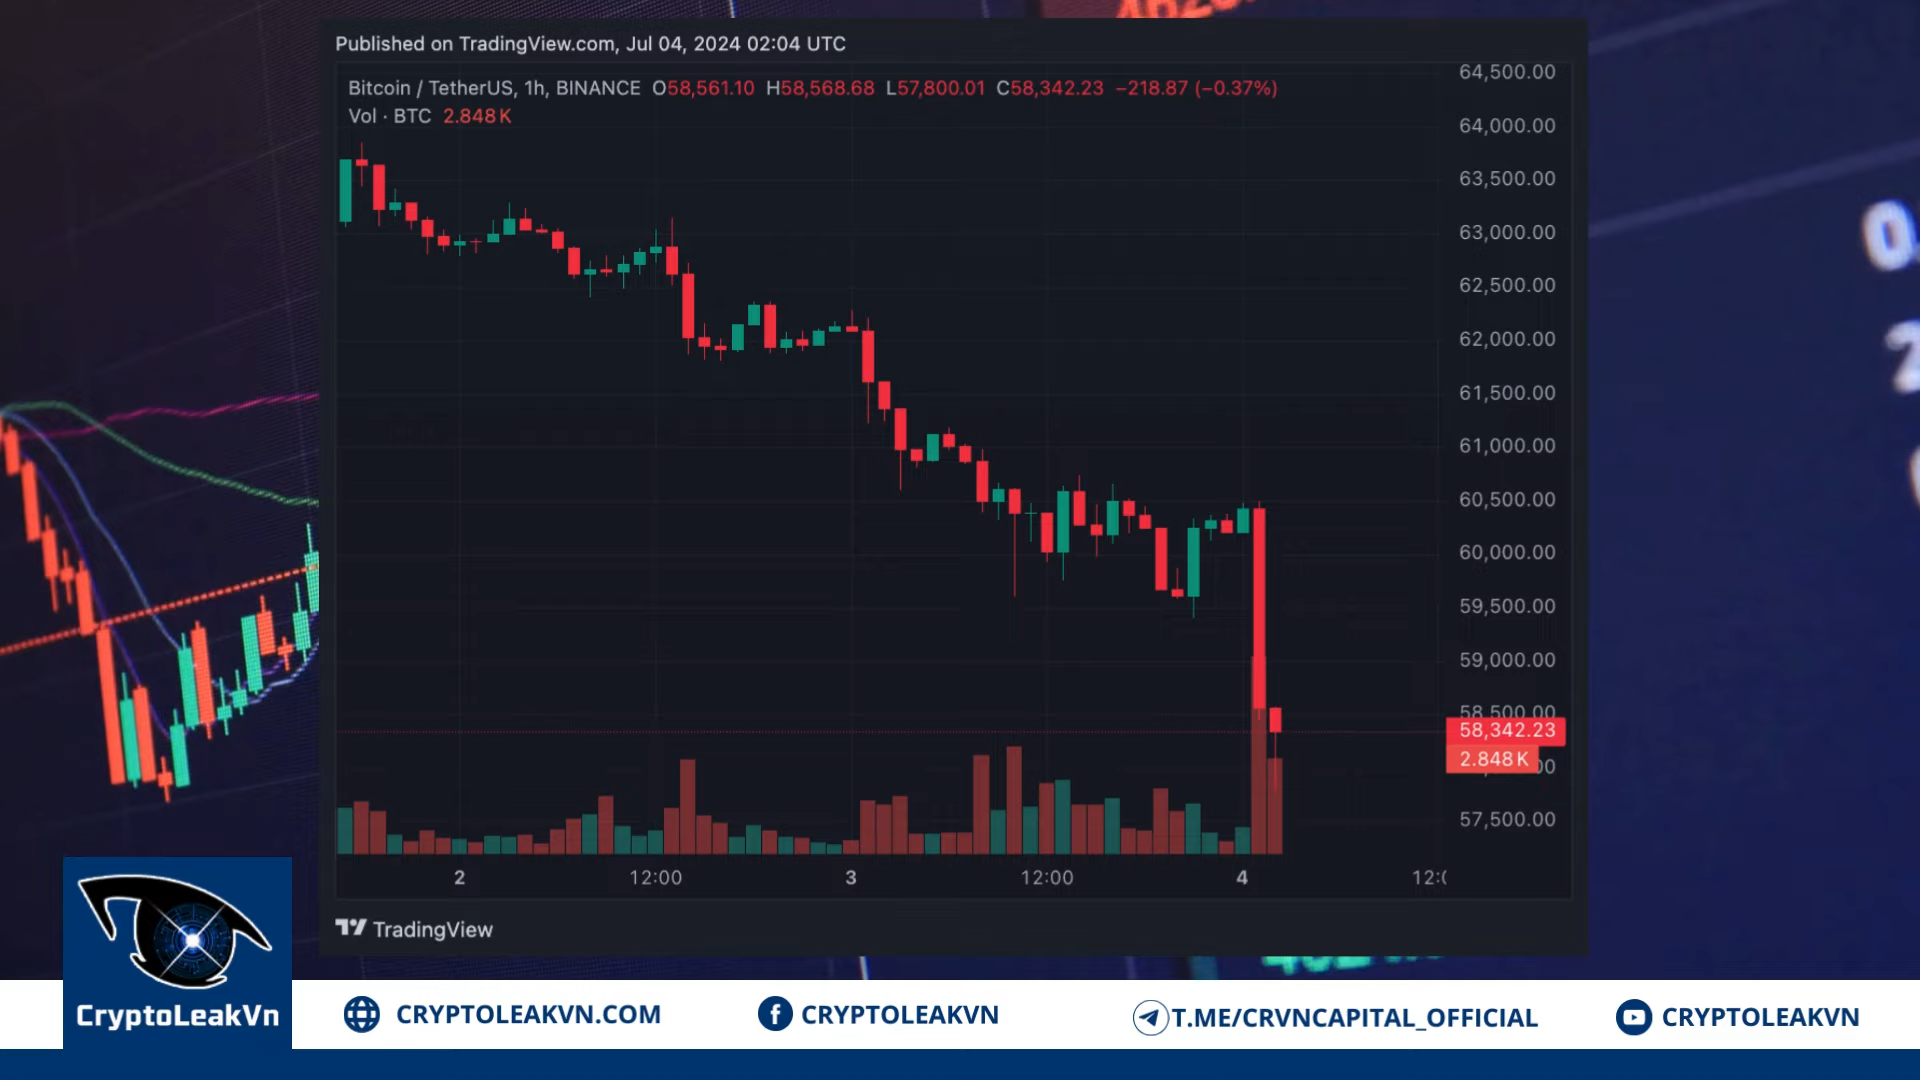 Published on TradingView.com, Jul 04, 2024 02:04 UTC
Bitcoin / TetherUS, 1h, BINANCE O58,561.10 H58,568.68 L57,800.01 C58,342.23 −218.87 (−0.37%)
Vol · BTC 2.848K
64,500.00
64,000.00
63,500.00
63,000.00
62,500.00
62,000.00
61,500.00
61,000.00
60,500.00
60,000.00
59,500.00
59,000.00
58,500.00
58,342.23
2.848K
57,500.00
2 12:00 3 12:00 4
TradingView
CryptoLeakVn
CRYPTOLEAKVN.COM CRYPTOLEAKVN T.ME/CRVNCAPITAL_OFFICIAL CRYPTOLEAKVN